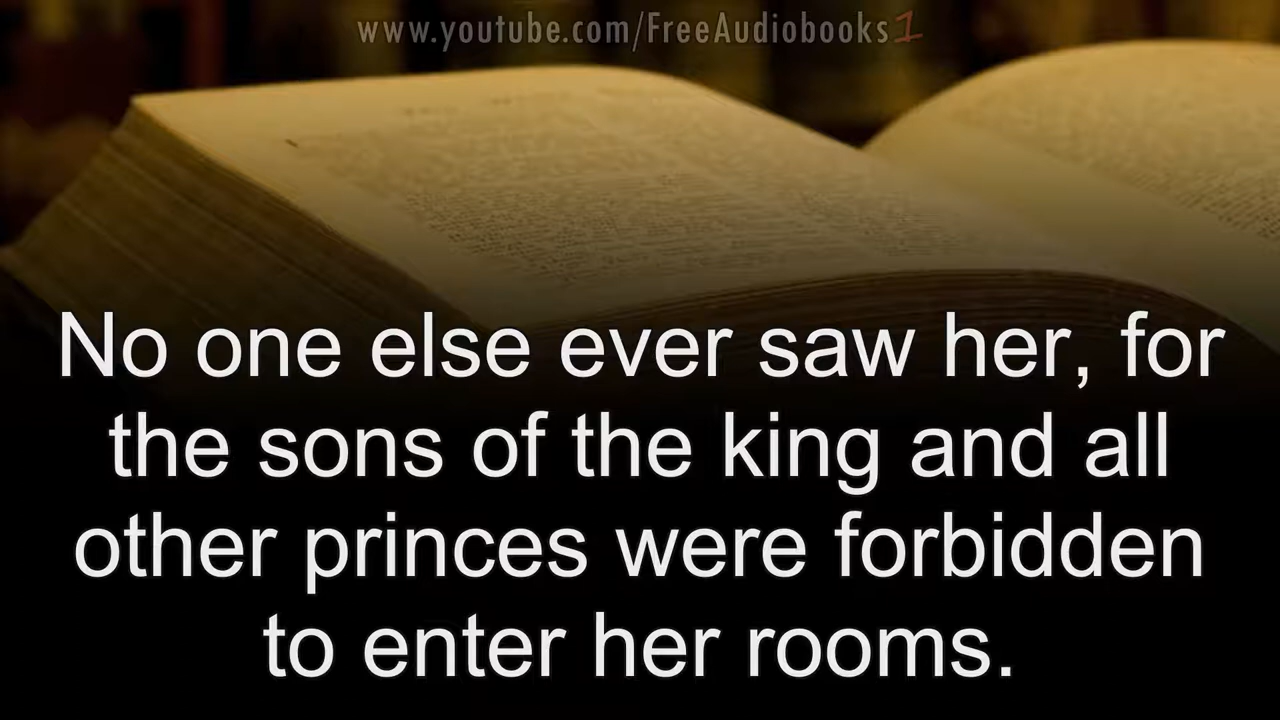 www.youtube.com/FreeAudiobooks1
No one else ever saw her, for
the sons of the king and all
other princes were forbidden
to enter her rooms.